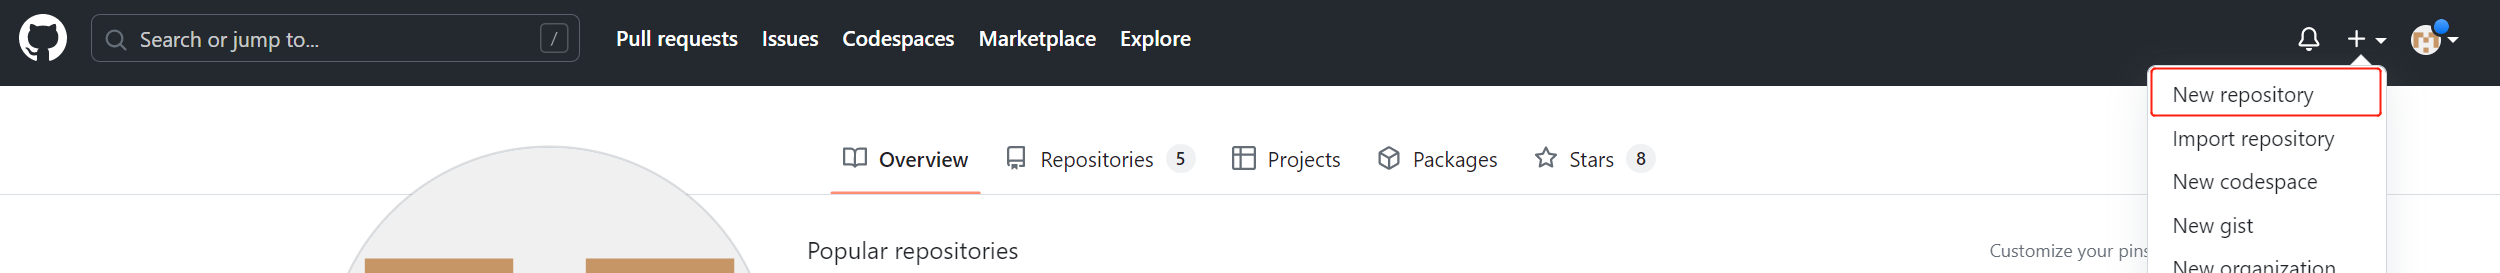 Search or jump to... /
Pull requests Issues Codespaces Marketplace Explore
New repository
Import repository
New codespace
New gist
New organization
Overview Repositories 5 Projects Packages Stars 8
Popular repositories
Customize your pins